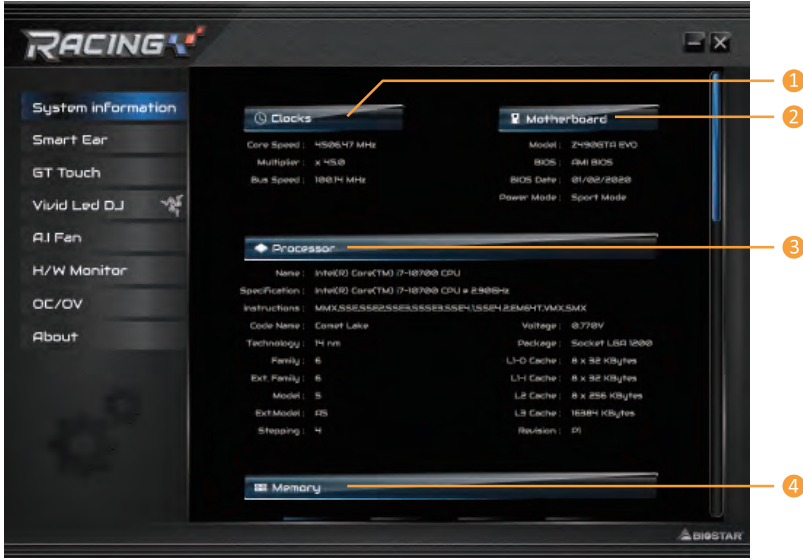 RACING
System information
Smart Ear
GT Touch
Vivid Led DJ
A.I Fan
H/W Monitor
OC/OV
About
Clocks
Core Speed : 4506.47 MHz
Multiplier : x 45.0
Bus Speed : 100.14 MHz
1
Motherboard
Model : Z490GTA EVO
BIOS : AMI BIOS
BIOS Date : 01/02/2020
Power Mode : Sport Mode
2
Processor
3
Name : Intel(R) Core(TM) i7-10700 CPU
Specification : Intel(R) Core(TM) i7-10700 CPU @ 2.90GHz
Instructions : MMX,SSE,SSE2,SSE3,SSSE3,SSE4.1,SSE4.2,EM64T,VMX,SMX
Code Name : Comet Lake
Technology : 14 nm
Family : 6
Ext. Family : 6
Model : 5
Ext.Model : A5
Stepping : 4
Voltage : 0.770V
Package : Socket LGA 1200
L1-D Cache : 8 x 32 KBytes
L1-I Cache : 8 x 32 KBytes
L2 Cache : 8 x 256 KBytes
L3 Cache : 16384 KBytes
Revision : P1
Memory
4
BIOSTAR